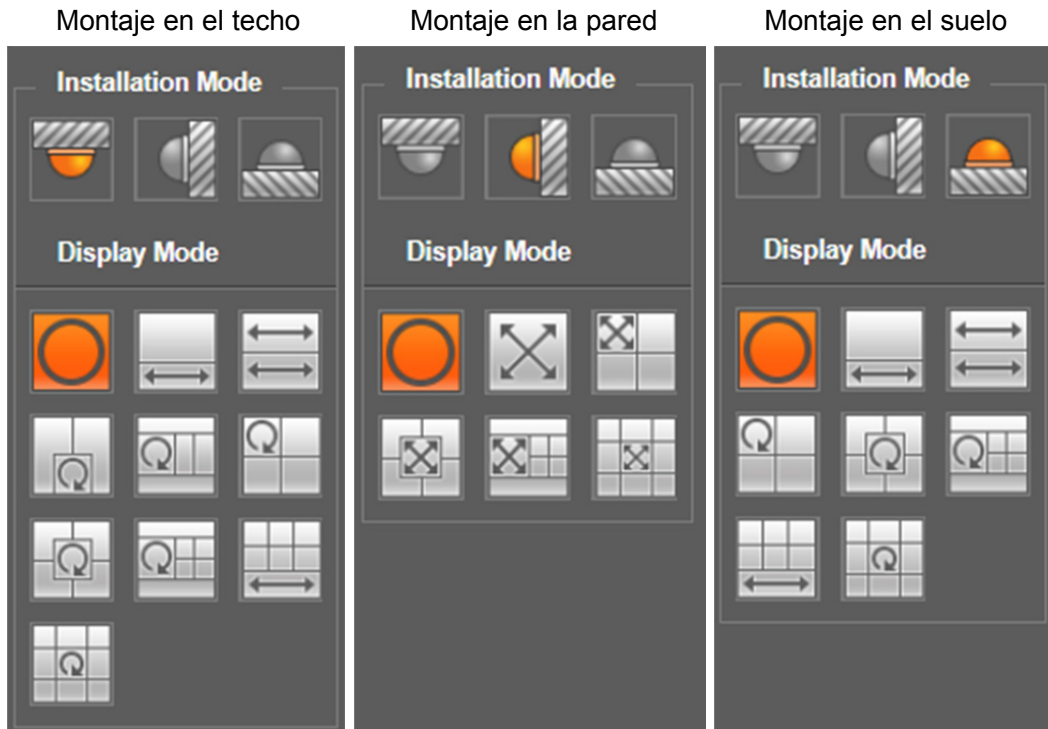 Montaje en el techo
Montaje en la pared
Montaje en el suelo
Installation Mode
Installation Mode
Installation Mode
Display Mode
Display Mode
Display Mode